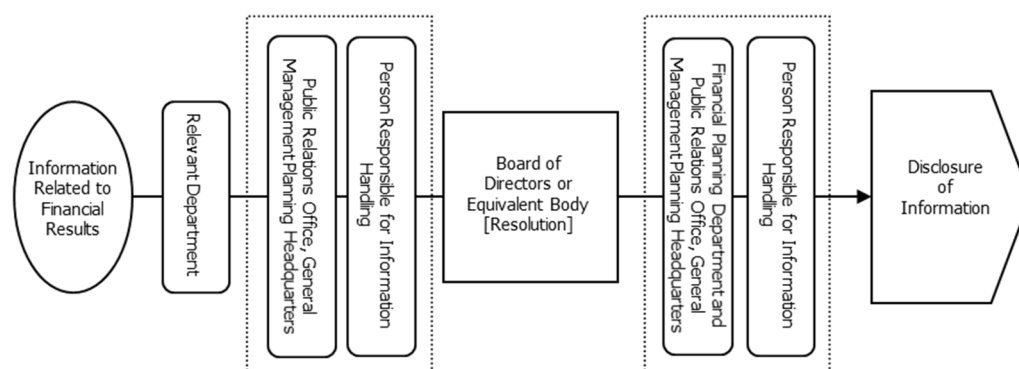 Information
Related to
Financial
Results
Relevant Department
Public Relations Office, General
Management Planning Headquarters
Person Responsible for Information
Handling
Board of
Directors or
Equivalent Body
[Resolution]
Financial Planning Department and
Public Relations Office, General
Management Planning Headquarters
Person Responsible for Information
Handling
Disclosure
of
Information